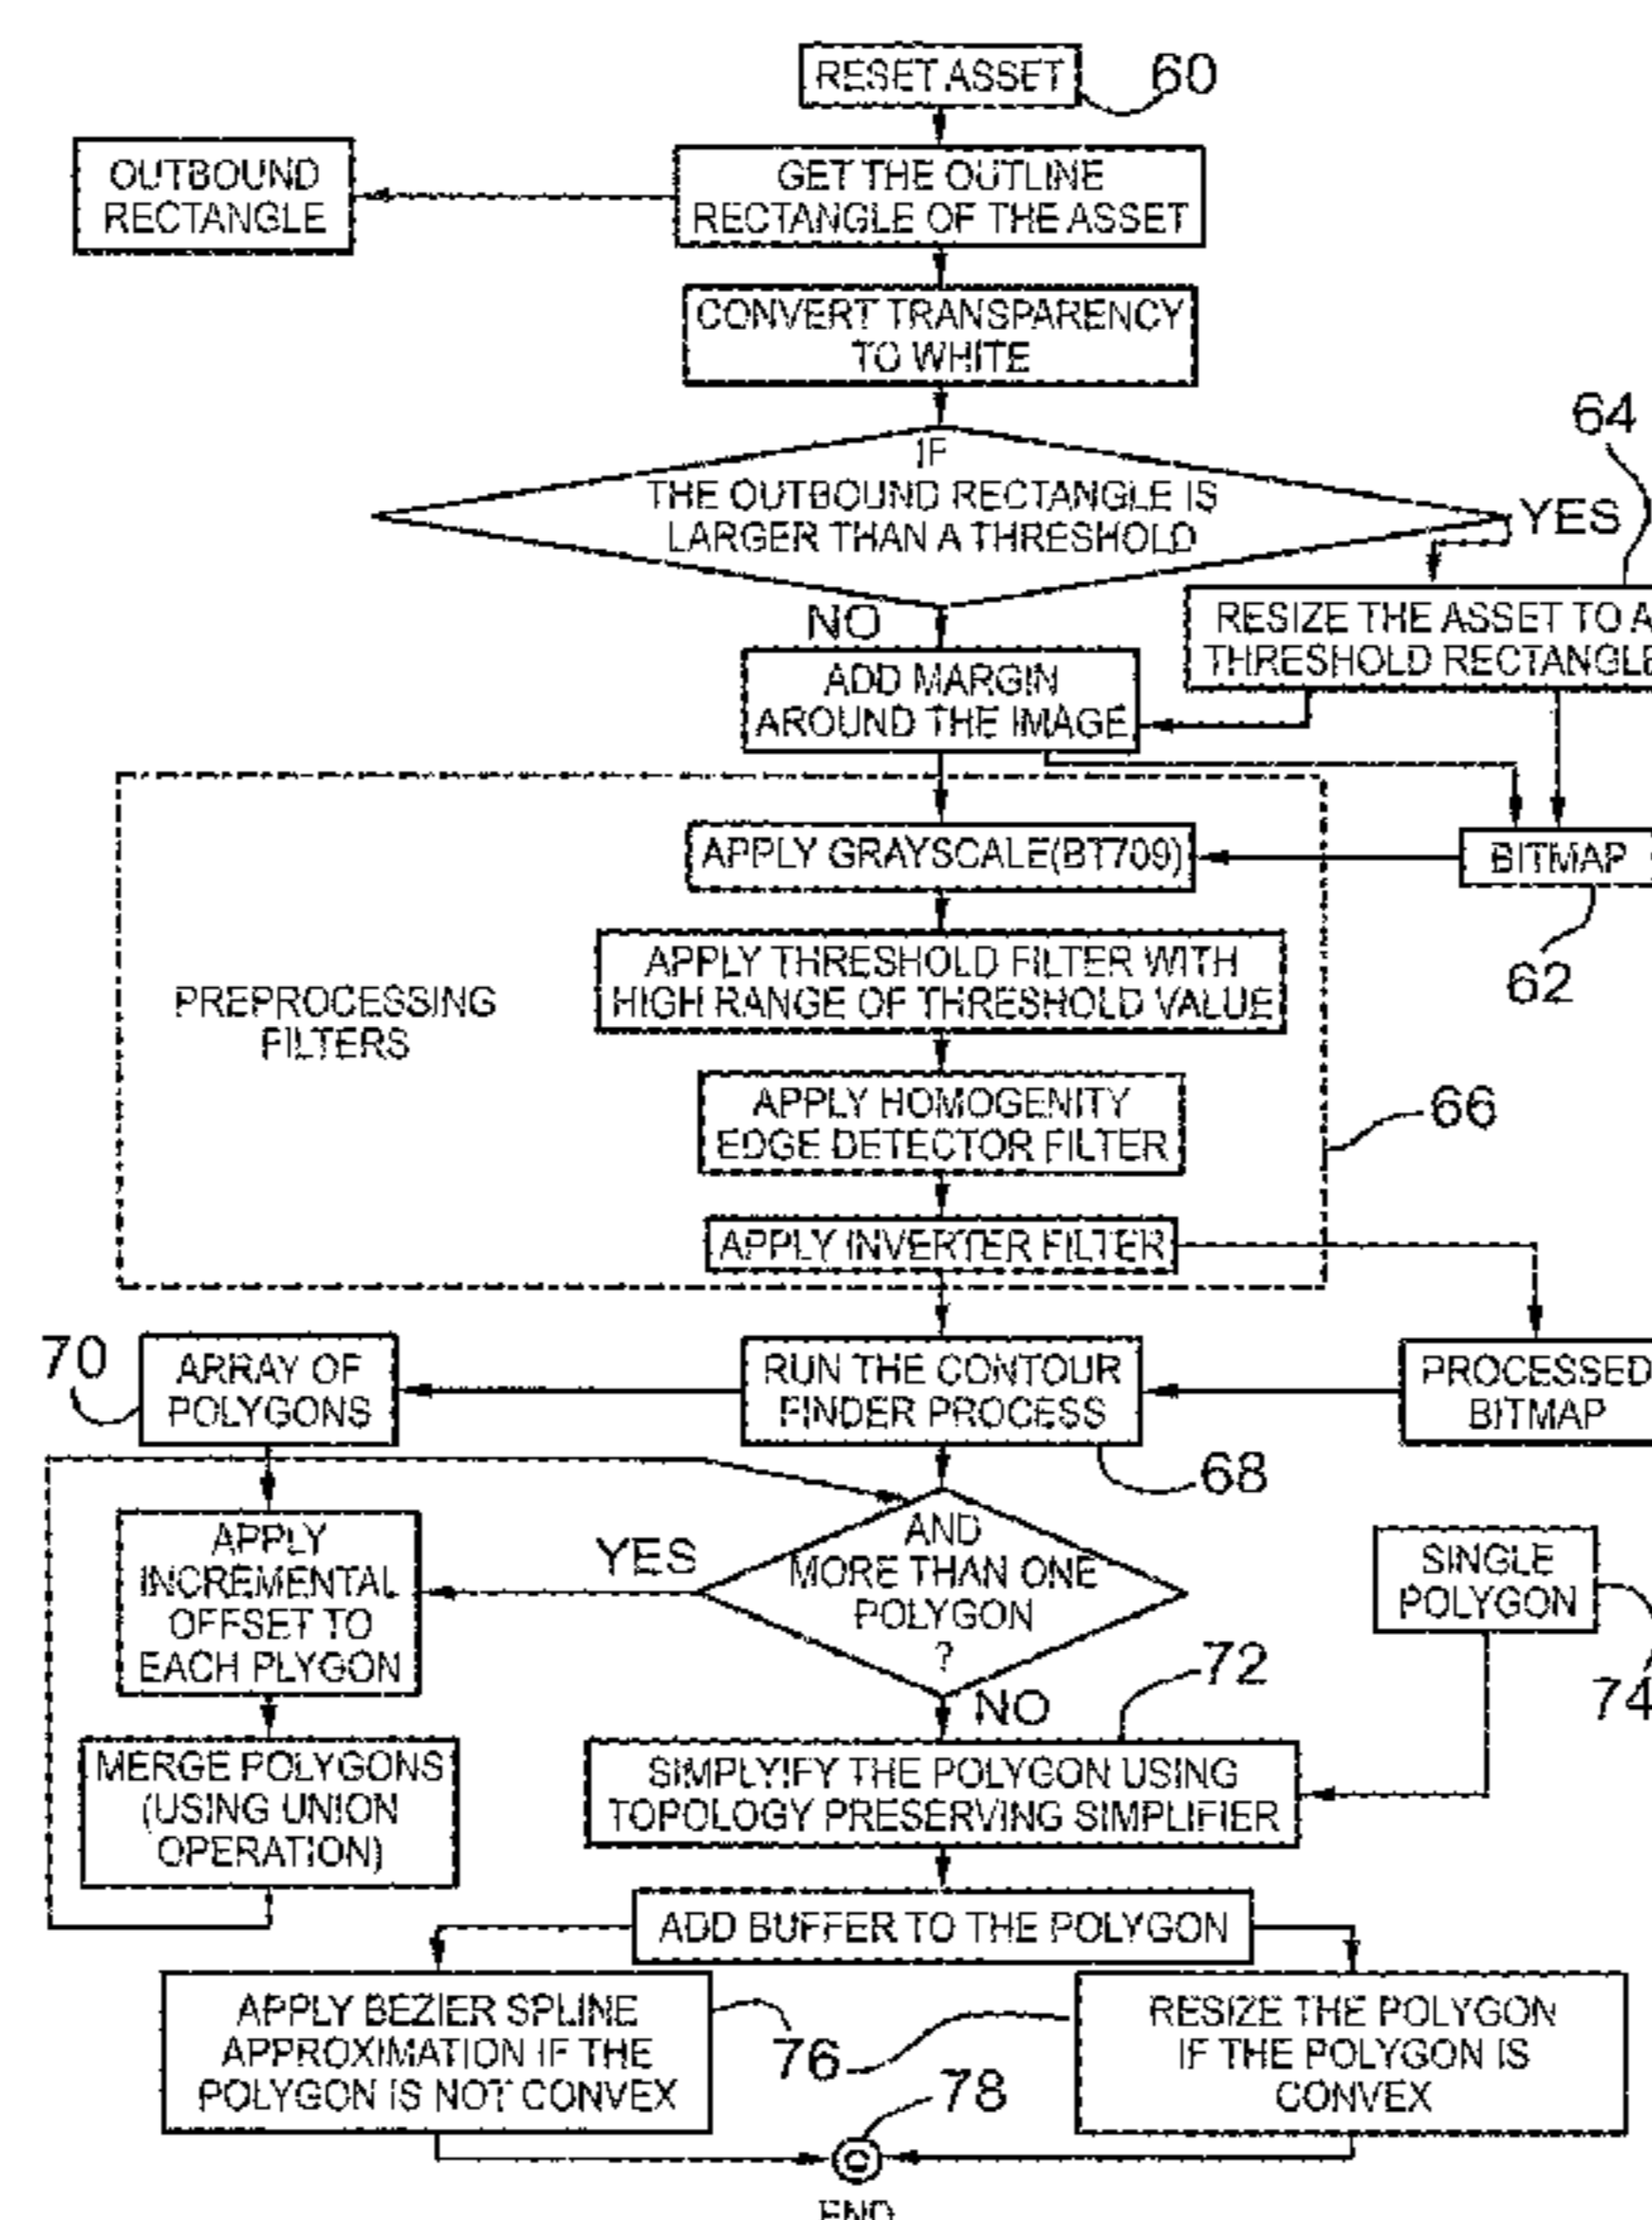 RESET ASSET
60
OUTBOUND
RECTANGLE
GET THE OUTLINE
RECTANGLE OF THE ASSET
CONVERT TRANSPARENCY
TO WHITE
64
IF
THE OUTBOUND RECTANGLE IS
LARGER THAN A THRESHOLD
YES
NO
RESIZE THE ASSET TO A
THRESHOLD RECTANGLE
ADD MARGIN
AROUND THE IMAGE
APPLY GRAYSCALE(BT709)
BITMAP
62
APPLY THRESHOLD FILTER WITH
HIGH RANGE OF THRESHOLD VALUE
PREPROCESSING
FILTERS
APPLY HOMOGENITY
EDGE DETECTOR FILTER
66
APPLY INVERTER FILTER
70
ARRAY OF
POLYGONS
RUN THE CONTOUR
FINDER PROCESS
PROCESSED
BITMAP
68
APPLY
INCREMENTAL
OFFSET TO
EACH PLYGON
YES
AND
MORE THAN ONE
POLYGON
?
SINGLE
POLYGON
72
74
NO
MERGE POLYGONS
(USING UNION
OPERATION)
SIMPLYIFY THE POLYGON USING
TOPOLOGY PRESERVING SIMPLIFIER
ADD BUFFER TO THE POLYGON
APPLY BEZIER SPLINE
APPROXIMATION IF THE
POLYGON IS NOT CONVEX
76
RESIZE THE POLYGON
IF THE POLYGON IS
CONVEX
78
END